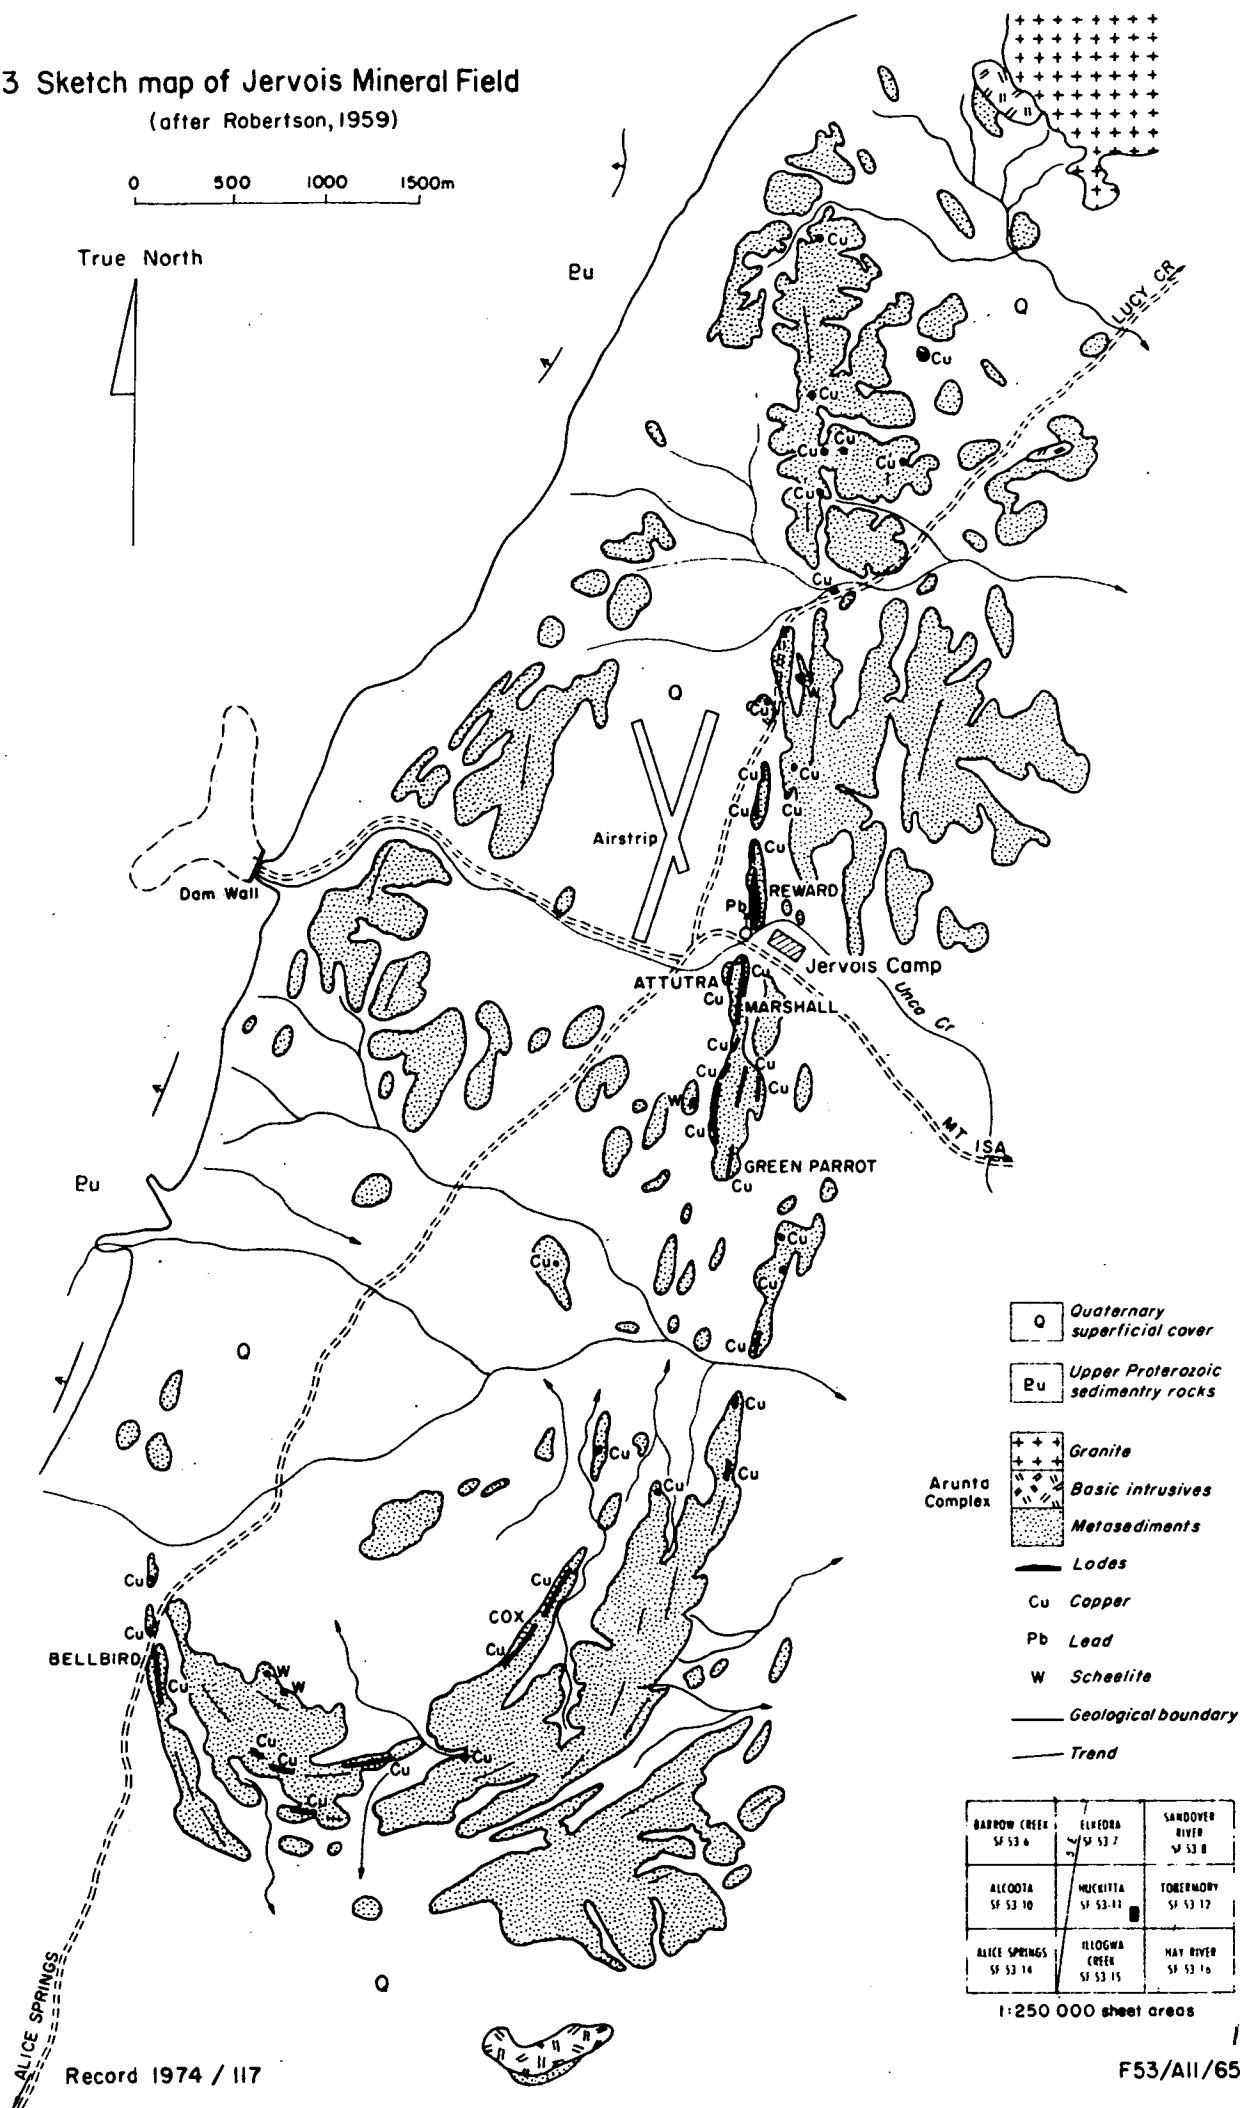 3 Sketch map of Jervois Mineral Field
(after Robertson, 1959)
0 500 1000 1500m
True North
Cu
Pu
Q
LUCY CR
Cu
Cu
Cu
Cu
Cu
Cu
Cu
Q
W
Cu
Cu
Cu
Cu
Cu
Airstrip
Cu
Dam Wall
REWARD
Pb
Jervois Camp
ATTUTRA
Cu
Cu
MARSHALL
Unca Cr
Cu
Cu
Cu
Cu
W
Cu
MT ISA
GREEN PARROT
Cu
Pu
Cu
Cu
Cu
Q
Cu
Cu
Cu
Cu
Cu
Cu
Cu
COX
Cu
Cu
BELLBIRD
Cu
W
W
Cu
Cu
Cu
Cu
Cu
Q
ALICE SPRINGS
Q Quaternary
superficial cover
Pu Upper Proterozoic
sedimentry rocks
Arunta
Complex
Granite
Basic intrusives
Metasediments
Lodes
Cu Copper
Pb Lead
W Scheelite
Geological boundary
Trend
BARROW CREEK
SF 53 6
ELKEDRA
SF 53 7
SANDOVER
RIVER
SF 53 8
ALCOOTA
SF 53 10
HUCKITTA
SF 53-11
TOBERMORY
SF 53 12
ALICE SPRINGS
SF 53 14
ILLOGWA
CREEK
SF 53 15
HAY RIVER
SF 53 16
1:250 000 sheet areas
Record 1974 / 117
F53/A11/65